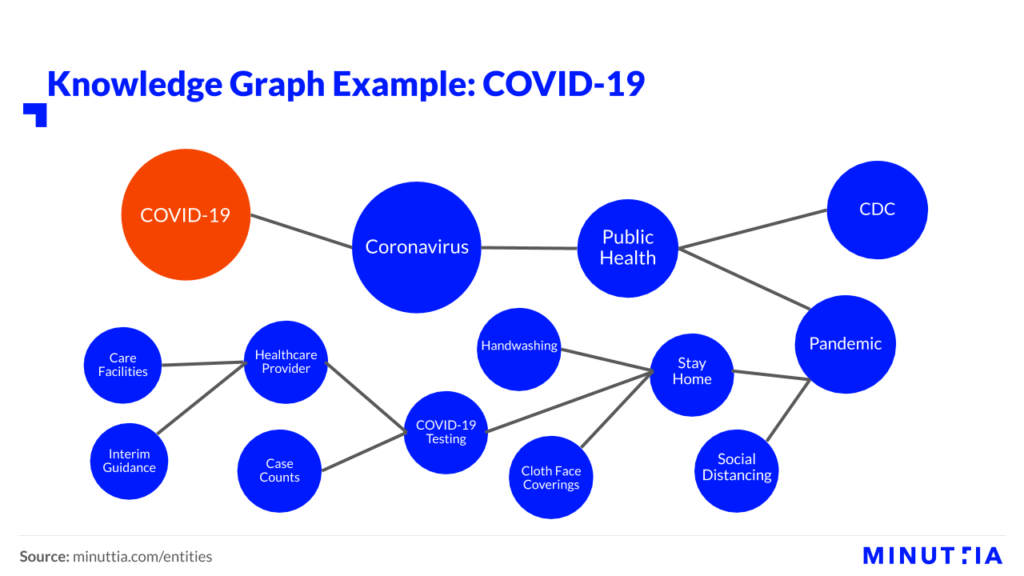 Knowledge Graph Example: COVID-19
COVID-19
Coronavirus
Public
Health
CDC
Pandemic
Care
Facilities
Healthcare
Provider
Handwashing
Stay
Home
COVID-19
Testing
Interim
Guidance
Case
Counts
Cloth Face
Coverings
Social
Distancing
Source: minuttia.com/entities
MINUTTIA